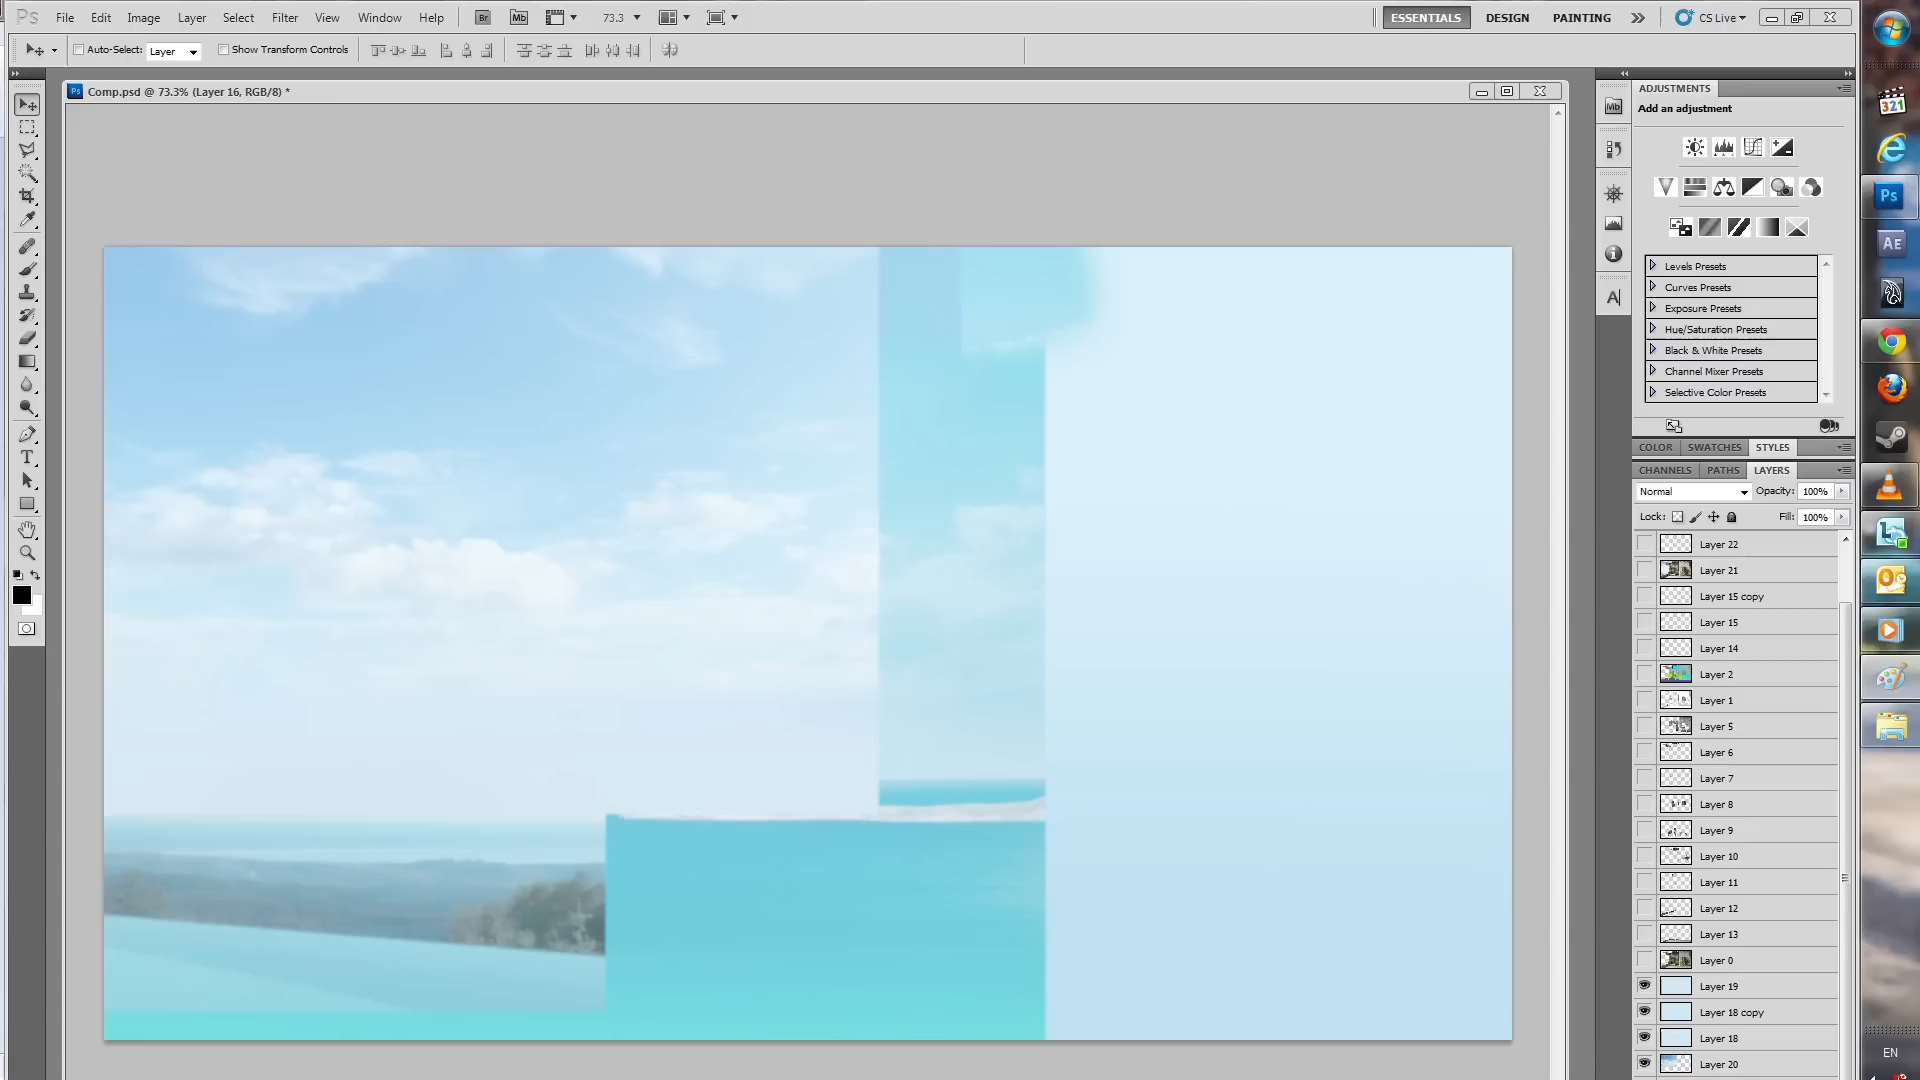 Ps File Edit Image Layer Select Filter View Window Help Br Mb 73.3 ESSENTIALS DESIGN PAINTING CS Live
Auto-Select: Layer Show Transform Controls
Ps Comp.psd @ 73.3% (Layer 16, RGB/8) *
Mb
A
T
ADJUSTMENTS
Add an adjustment
Levels Presets
Curves Presets
Exposure Presets
Hue/Saturation Presets
Black & White Presets
Channel Mixer Presets
Selective Color Presets
COLOR SWATCHES STYLES
CHANNELS PATHS LAYERS
Normal Opacity: 100%
Lock: Fill: 100%
Layer 22
Layer 21
Layer 15 copy
Layer 15
Layer 14
Layer 2
Layer 1
Layer 5
Layer 6
Layer 7
Layer 8
Layer 9
Layer 10
Layer 11
Layer 12
Layer 13
Layer 0
Layer 19
Layer 18 copy
Layer 18
Layer 20
321
Ps
AE
EN